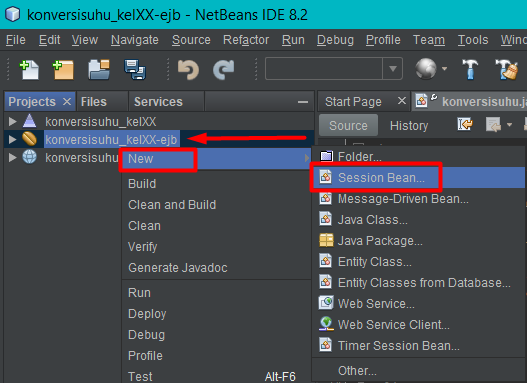 konversisuhu_kelXX-ejb - NetBeans IDE 8.2
File Edit View Navigate Source Refactor Run Debug Profile Team Tools Window
Projects Files Services
Start Page konversisuhu.ja
Source History
konversisuhu_kelXX
konversisuhu_kelXX-ejb
konversisuhu
New
Build
Clean and Build
Clean
Verify
Generate Javadoc
Run
Deploy
Debug
Profile
Test Alt-F6
Folder...
Session Bean...
Message-Driven Bean...
Java Class...
Java Package...
Entity Class...
Entity Classes from Database...
Web Service...
Web Service Client...
Timer Session Bean...
Other...